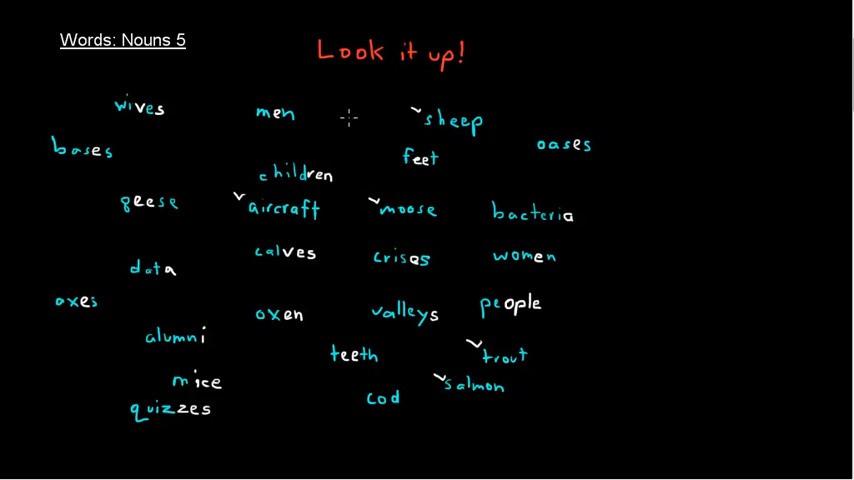 Words: Nouns 5
Look it up!
wives men sheep
bases feet oases
children
geese aircraft moose bacteria
calves crises women
data
axes oxen valleys people
alumni teeth trout
mice salmon
quizzes cod